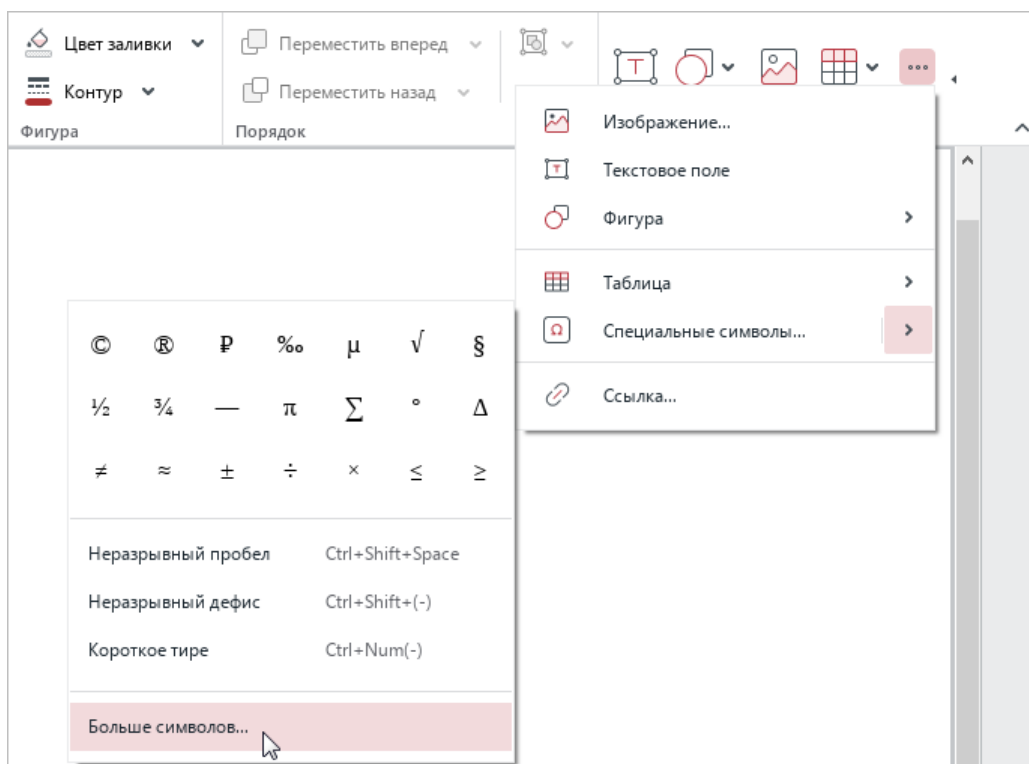 Цвет заливки
Контур
Фигура
Переместить вперед
Переместить назад
Порядок
Изображение...
Текстовое поле
Фигура
Таблица
Специальные символы...
Ссылка...
© ® ₽ ‰ µ √ §
½ ¾ — π ∑ ° Δ
≠ ≈ ± ÷ × ≤ ≥
Неразрывный пробел Ctrl+Shift+Space
Неразрывный дефис Ctrl+Shift+(-)
Короткое тире Ctrl+Num(-)
Больше символов...